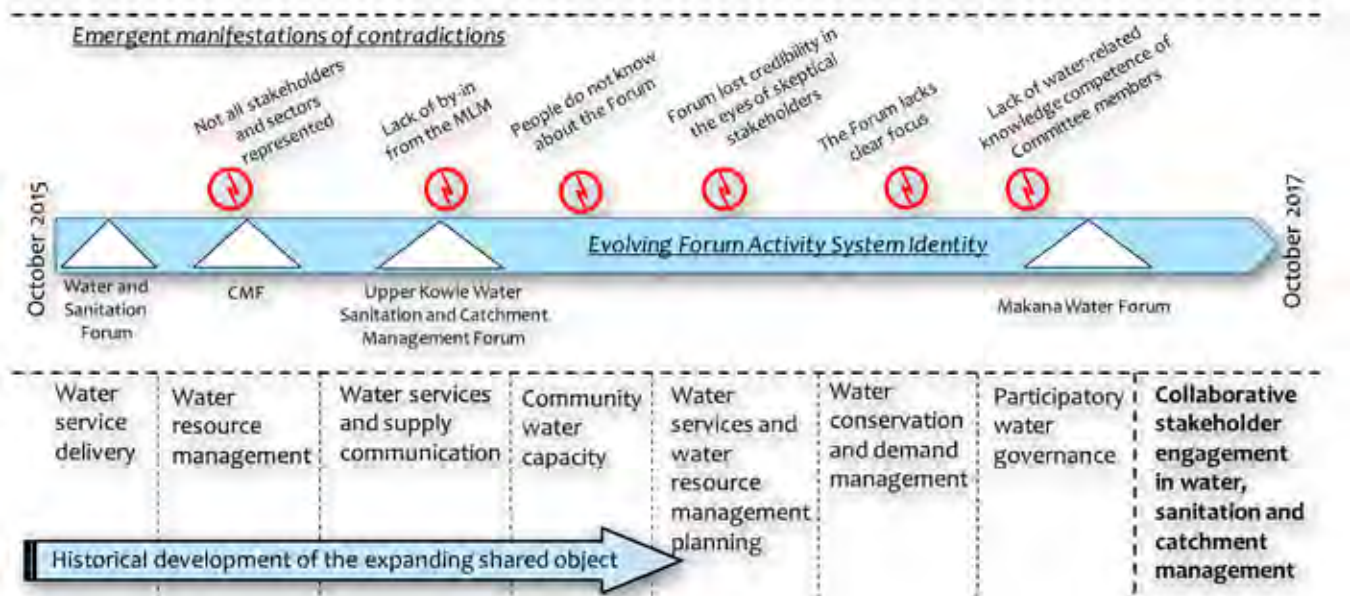 Emergent manifestations of contradictions
Not all stakeholders
and sectors
represented
Lack of by-in
from the MLM
People do not know
about the Forum
Forum lost credibility in
the eyes of skeptical
stakeholders
The Forum lacks
clear focus
Lack of water-related
knowledge competence of
Committee members
October 2015
Evolving Forum Activity System Identity
October 2017
Water and
Sanitation
Forum
CMF
Upper Kowie Water
Sanitation and Catchment
Management Forum
Makana Water Forum
Water
service
delivery
Water
resource
management
Water services
and supply
communication
Community
water
capacity
Water
services and
water
resource
management
planning
Water
conservation
and demand
management
Participatory
water
governance
Collaborative
stakeholder
engagement
in water,
sanitation and
catchment
management
Historical development of the expanding shared object